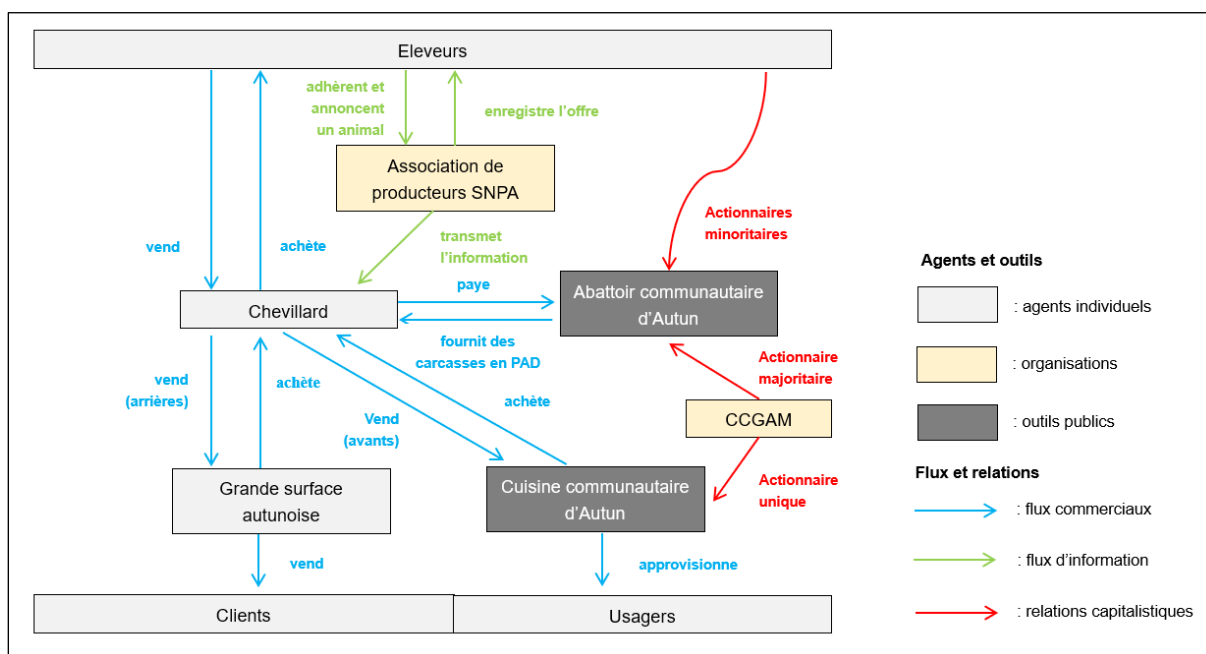 Eleveurs
adhèrent et
annoncent
un animal
enregistre l'offre
Association de
producteurs SNPA
Actionnaires
minoritaires
vend
achète
transmet
l'information
paye
Chevillard
Abattoir communautaire
d'Autun
fournit des
carcasses en PAD
vend
(arrières)
achète
Vend
(avants)
achète
Actionnaire
majoritaire
CCGAM
Grande surface
autunoise
Cuisine communautaire
d'Autun
Actionnaire
unique
vend
approvisionne
Clients
Usagers
Agents et outils
: agents individuels
: organisations
: outils publics
Flux et relations
: flux commerciaux
: flux d'information
: relations capitalistiques